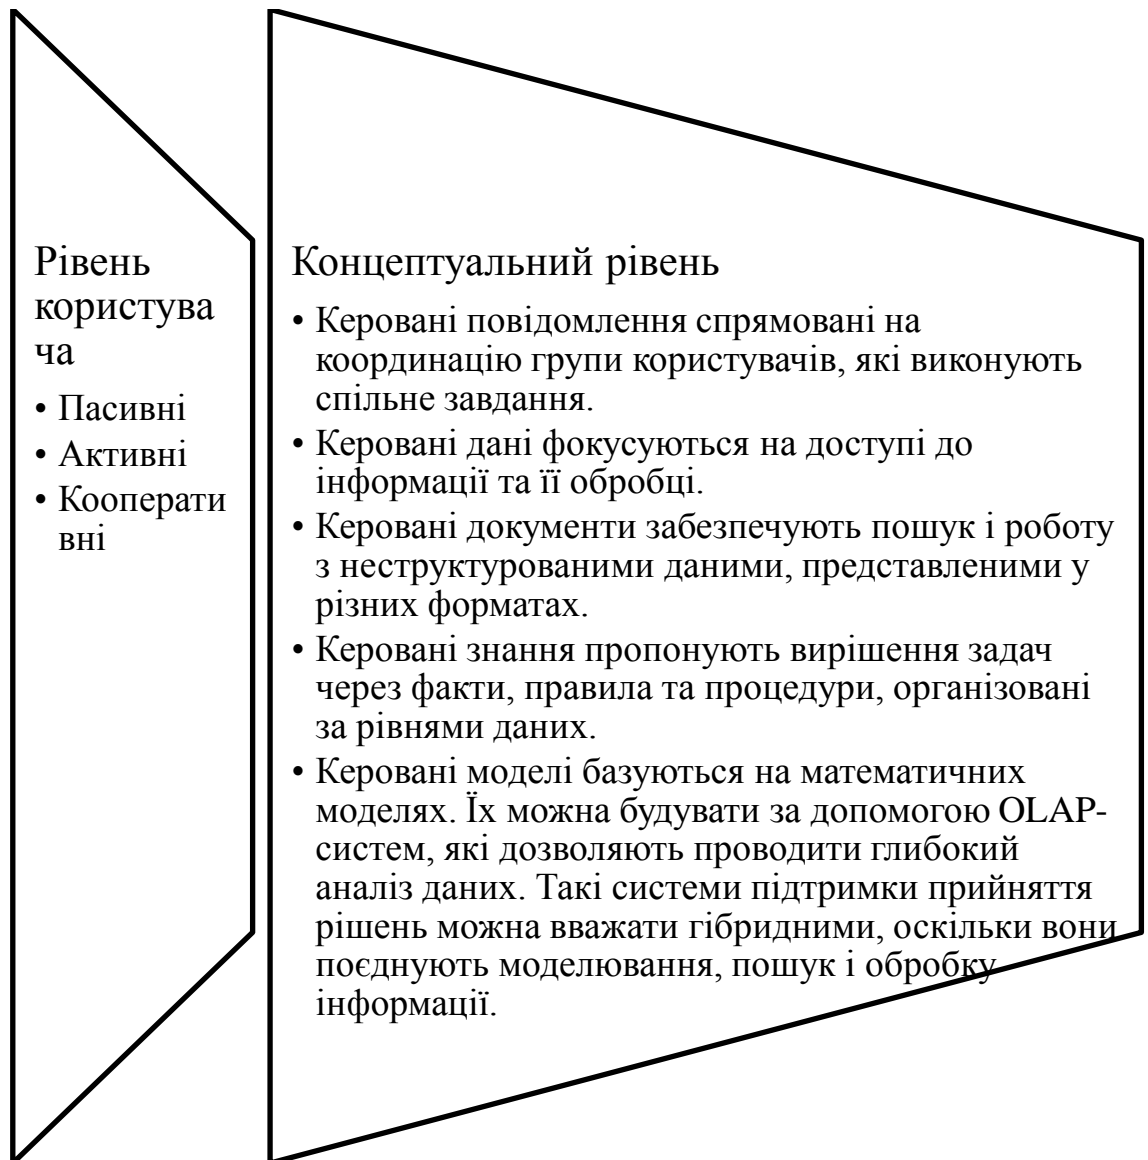 Рівень
користува
ча
• Пасивні
• Активні
• Кооперати
вні
Концептуальний рівень
• Керовані повідомлення спрямовані на
координацію групи користувачів, які виконують
спільне завдання.
• Керовані дані фокусуються на доступі до
інформації та її обробці.
• Керовані документи забезпечують пошук і роботу
з неструктурованими даними, представленими у
різних форматах.
• Керовані знання пропонують вирішення задач
через факти, правила та процедури, організовані
за рівнями даних.
• Керовані моделі базуються на математичних
моделях. Їх можна будувати за допомогою OLAP-
систем, які дозволяють проводити глибокий
аналіз даних. Такі системи підтримки прийняття
рішень можна вважати гібридними, оскільки вони
поєднують моделювання, пошук і обробку
інформації.